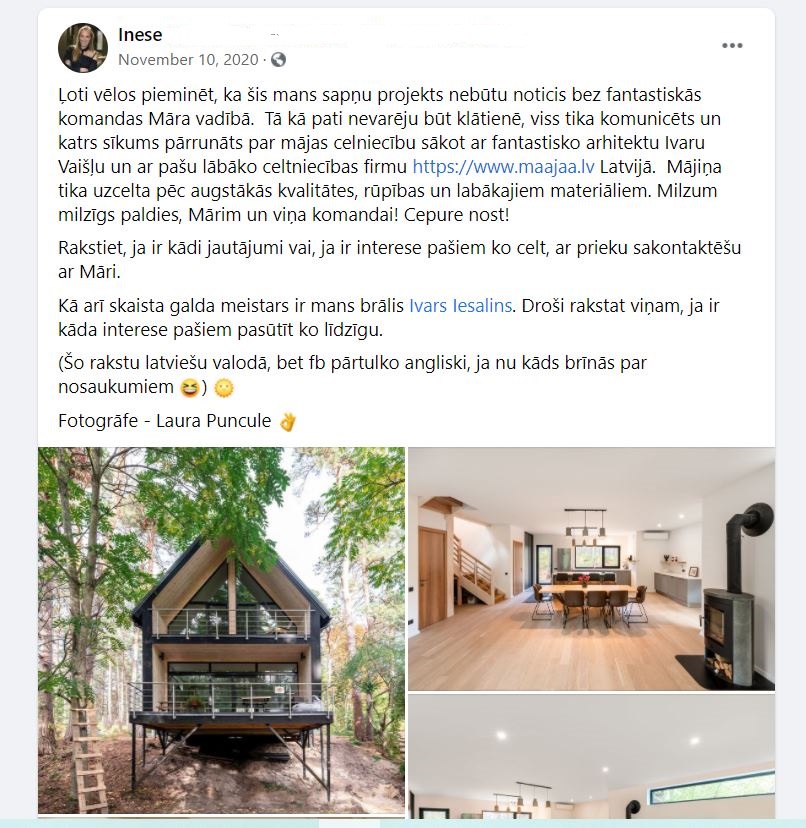 Inese
November 10, 2020 ·
Ļoti vēlos pieminēt, ka šis mans sapņu projekts nebūtu noticis bez fantastiskās
komandas Māra vadībā.  Tā kā pati nevarēju būt klātienē, viss tika komunicēts un
katrs sīkums pārrunāts par mājas celniecību sākot ar fantastisko arhitektu Ivaru
Vaišļu un ar pašu lābāko celtniecības firmu https://www.maajaa.lv Latvijā.  Mājiņa
tika uzcelta pēc augstākās kvalitātes, rūpības un labākajiem materiāliem. Milzum
milzīgs paldies, Mārim un viņa komandai! Cepure nost!
Rakstiet, ja ir kādi jautājumi vai, ja ir interese pašiem ko celt, ar prieku sakontaktēšu
ar Māri.
Kā arī skaista galda meistars ir mans brālis Ivars Iesalins. Droši rakstat viņam, ja ir
kāda interese pašiem pasūtīt ko līdzīgu.
(Šo rakstu latviešu valodā, bet fb pārtulko angliski, ja nu kāds brīnās par
nosaukumiem 😆) 🌞
Fotogrāfe - Laura Puncule 👌